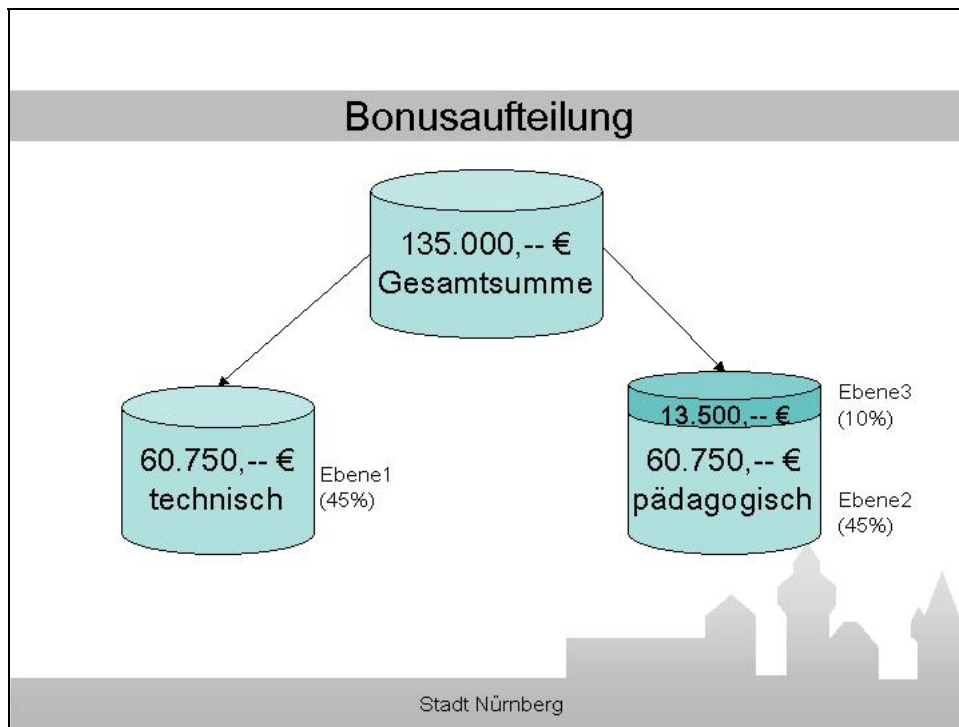 Bonusaufteilung
135.000,-- €
Gesamtsumme
60.750,-- €
technisch
Ebene1
(45%)
13.500,-- €
Ebene3
(10%)
60.750,-- €
pädagogisch
Ebene2
(45%)
Stadt Nürnberg